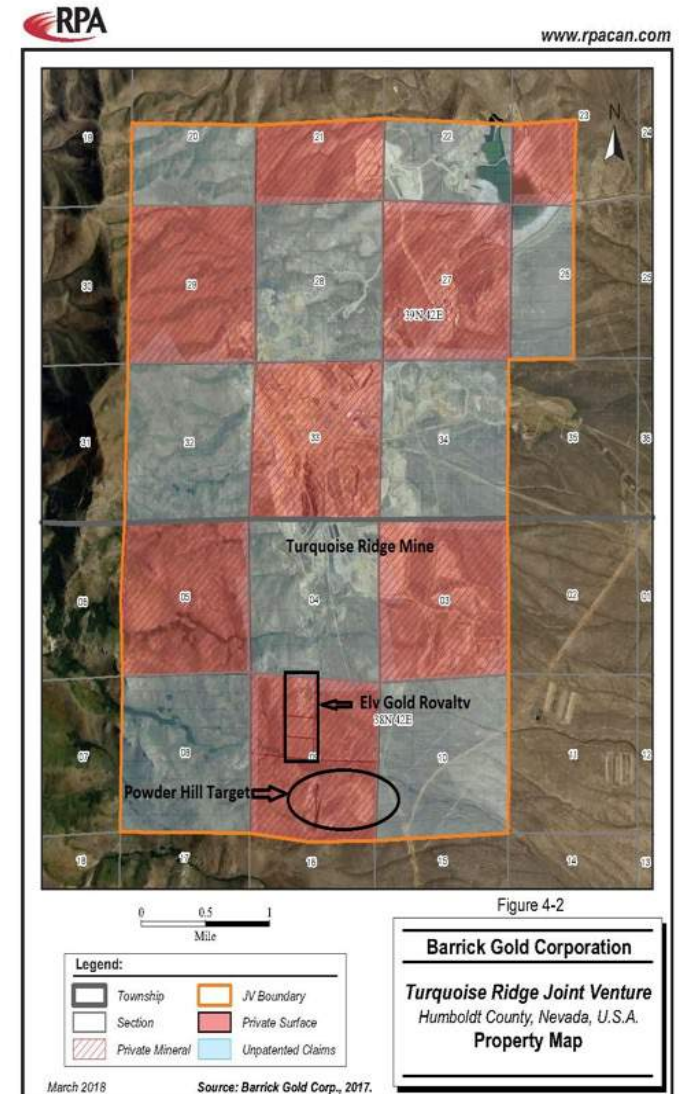 RPA
www.rpacan.com
N
19
20
21
22
23
24
30
29
28
27
26
25
39N 42E
31
32
33
34
35
36
Turquoise Ridge Mine
06
05
04
03
02
01
Ely Gold Royalty
38N 42E
07
08
10
11
12
Powder Hill Target
18
17
16
15
14
13
0 0.5 1
Mile
Figure 4-2
Legend:
Township JV Boundary
Section Private Surface
Private Mineral Unpatented Claims
Barrick Gold Corporation
Turquoise Ridge Joint Venture
Humboldt County, Nevada, U.S.A.
Property Map
March 2018
Source: Barrick Gold Corp., 2017.